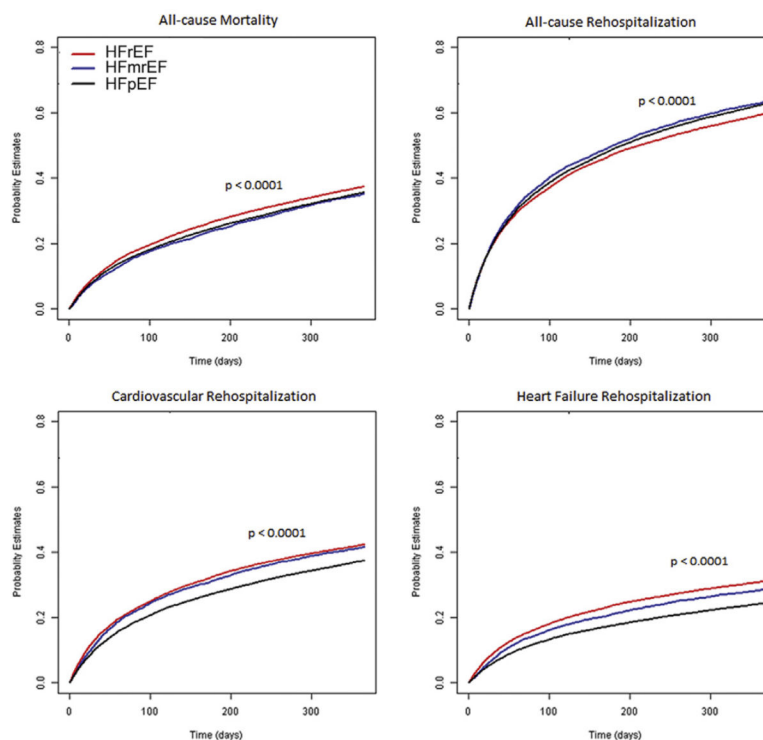 All-cause Mortality
0.8
0.6
0.4
0.2
0.0
Probablity Estimates
HFrEF
HFmrEF
HFpEF
p < 0.0001
0
100
200
300
Time (days)
All-cause Rehospitalization
0.8
0.6
0.4
0.2
0.0
Probablity Estimates
p < 0.0001
0
100
200
300
Time (days)
Cardiovascular Rehospitalization
0.8
0.6
0.4
0.2
0.0
Probablity Estimates
p < 0.0001
0
100
200
300
Time (days)
Heart Failure Rehospitalization
0.8
0.6
0.4
0.2
0.0
Probablity Estimates
p < 0.0001
0
100
200
300
Time (days)